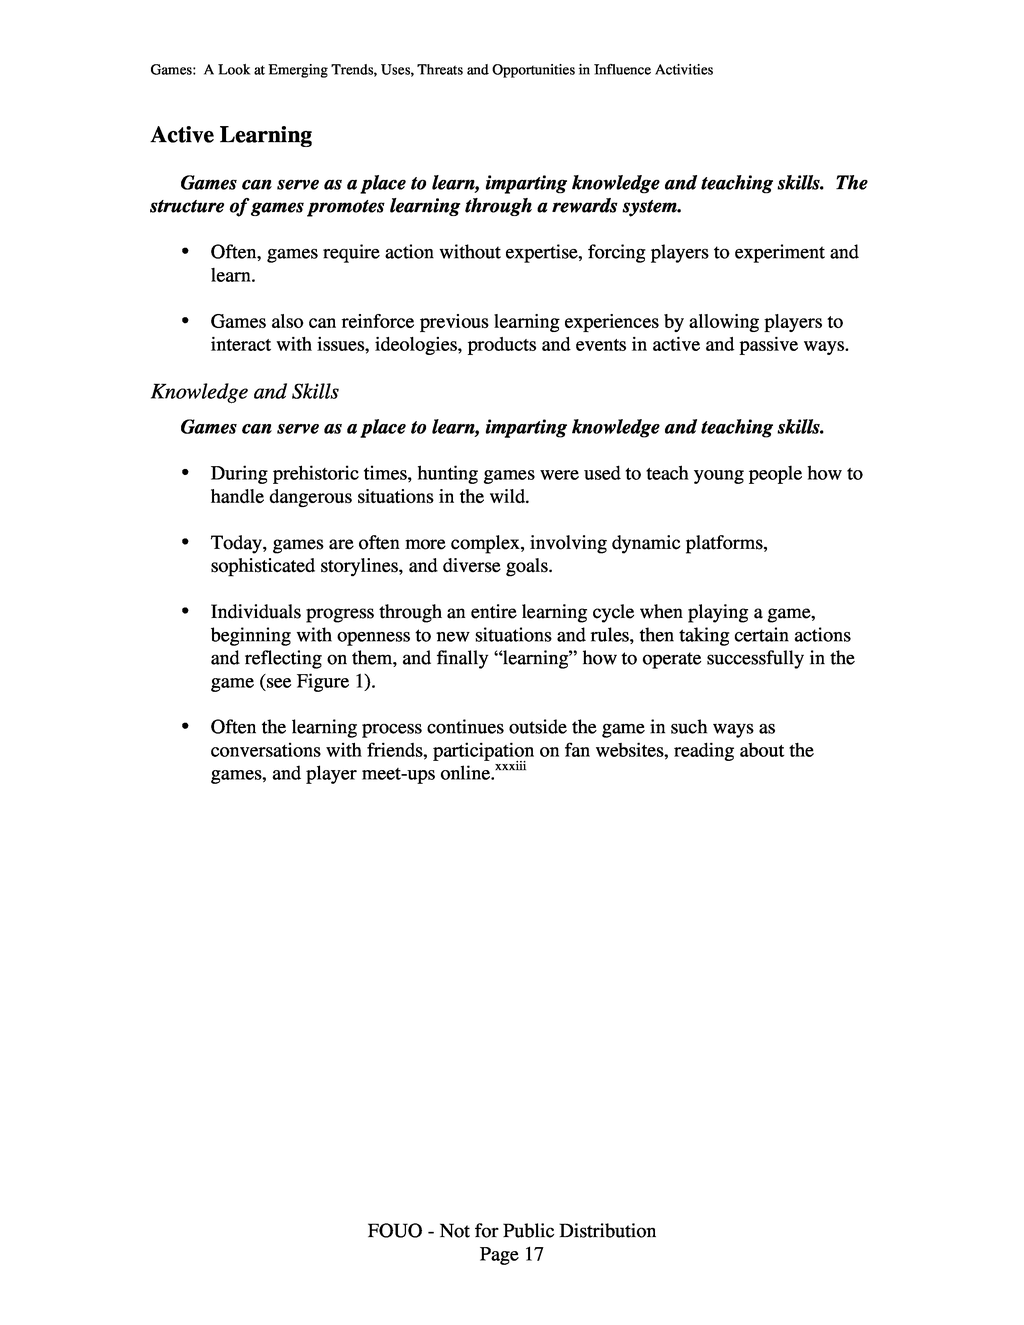 Games:  A Look at Emerging Trends, Uses, Threats and Opportunities in Influence Activities
Active Learning
Games can serve as a place to learn, imparting knowledge and teaching skills.  The
structure of games promotes learning through a rewards system.
• Often, games require action without expertise, forcing players to experiment and
learn.
• Games also can reinforce previous learning experiences by allowing players to
interact with issues, ideologies, products and events in active and passive ways.
Knowledge and Skills
Games can serve as a place to learn, imparting knowledge and teaching skills.
• During prehistoric times, hunting games were used to teach young people how to
handle dangerous situations in the wild.
• Today, games are often more complex, involving dynamic platforms,
sophisticated storylines, and diverse goals.
• Individuals progress through an entire learning cycle when playing a game,
beginning with openness to new situations and rules, then taking certain actions
and reflecting on them, and finally “learning” how to operate successfully in the
game (see Figure 1).
• Often the learning process continues outside the game in such ways as
conversations with friends, participation on fan websites, reading about the
games, and player meet-ups online.xxxiii
FOUO - Not for Public Distribution
Page 17